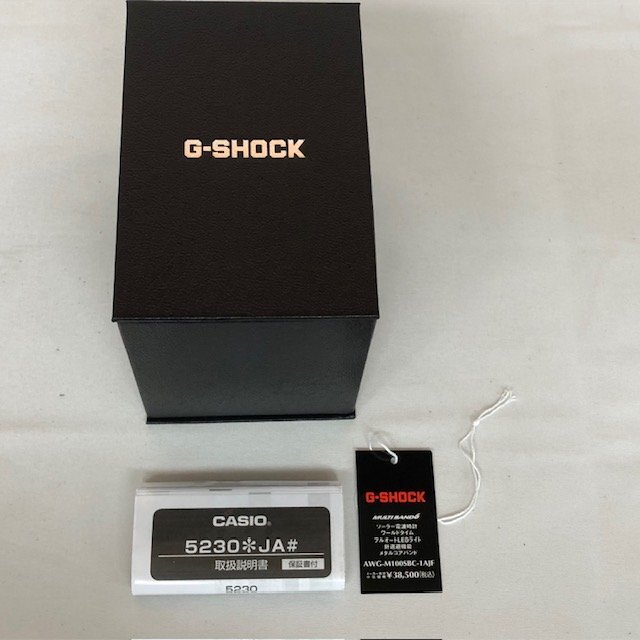 G-SHOCK
CASIO
5230✽JA#
取扱説明書 保証書付
5230
G-SHOCK
MULTI BAND 6
ソーラー電波時計
ワールドタイム
フルオートLEDライト
針退避機能
メタルコアバンド
AWG-M100SBC-1AJF
¥38,500(税込)